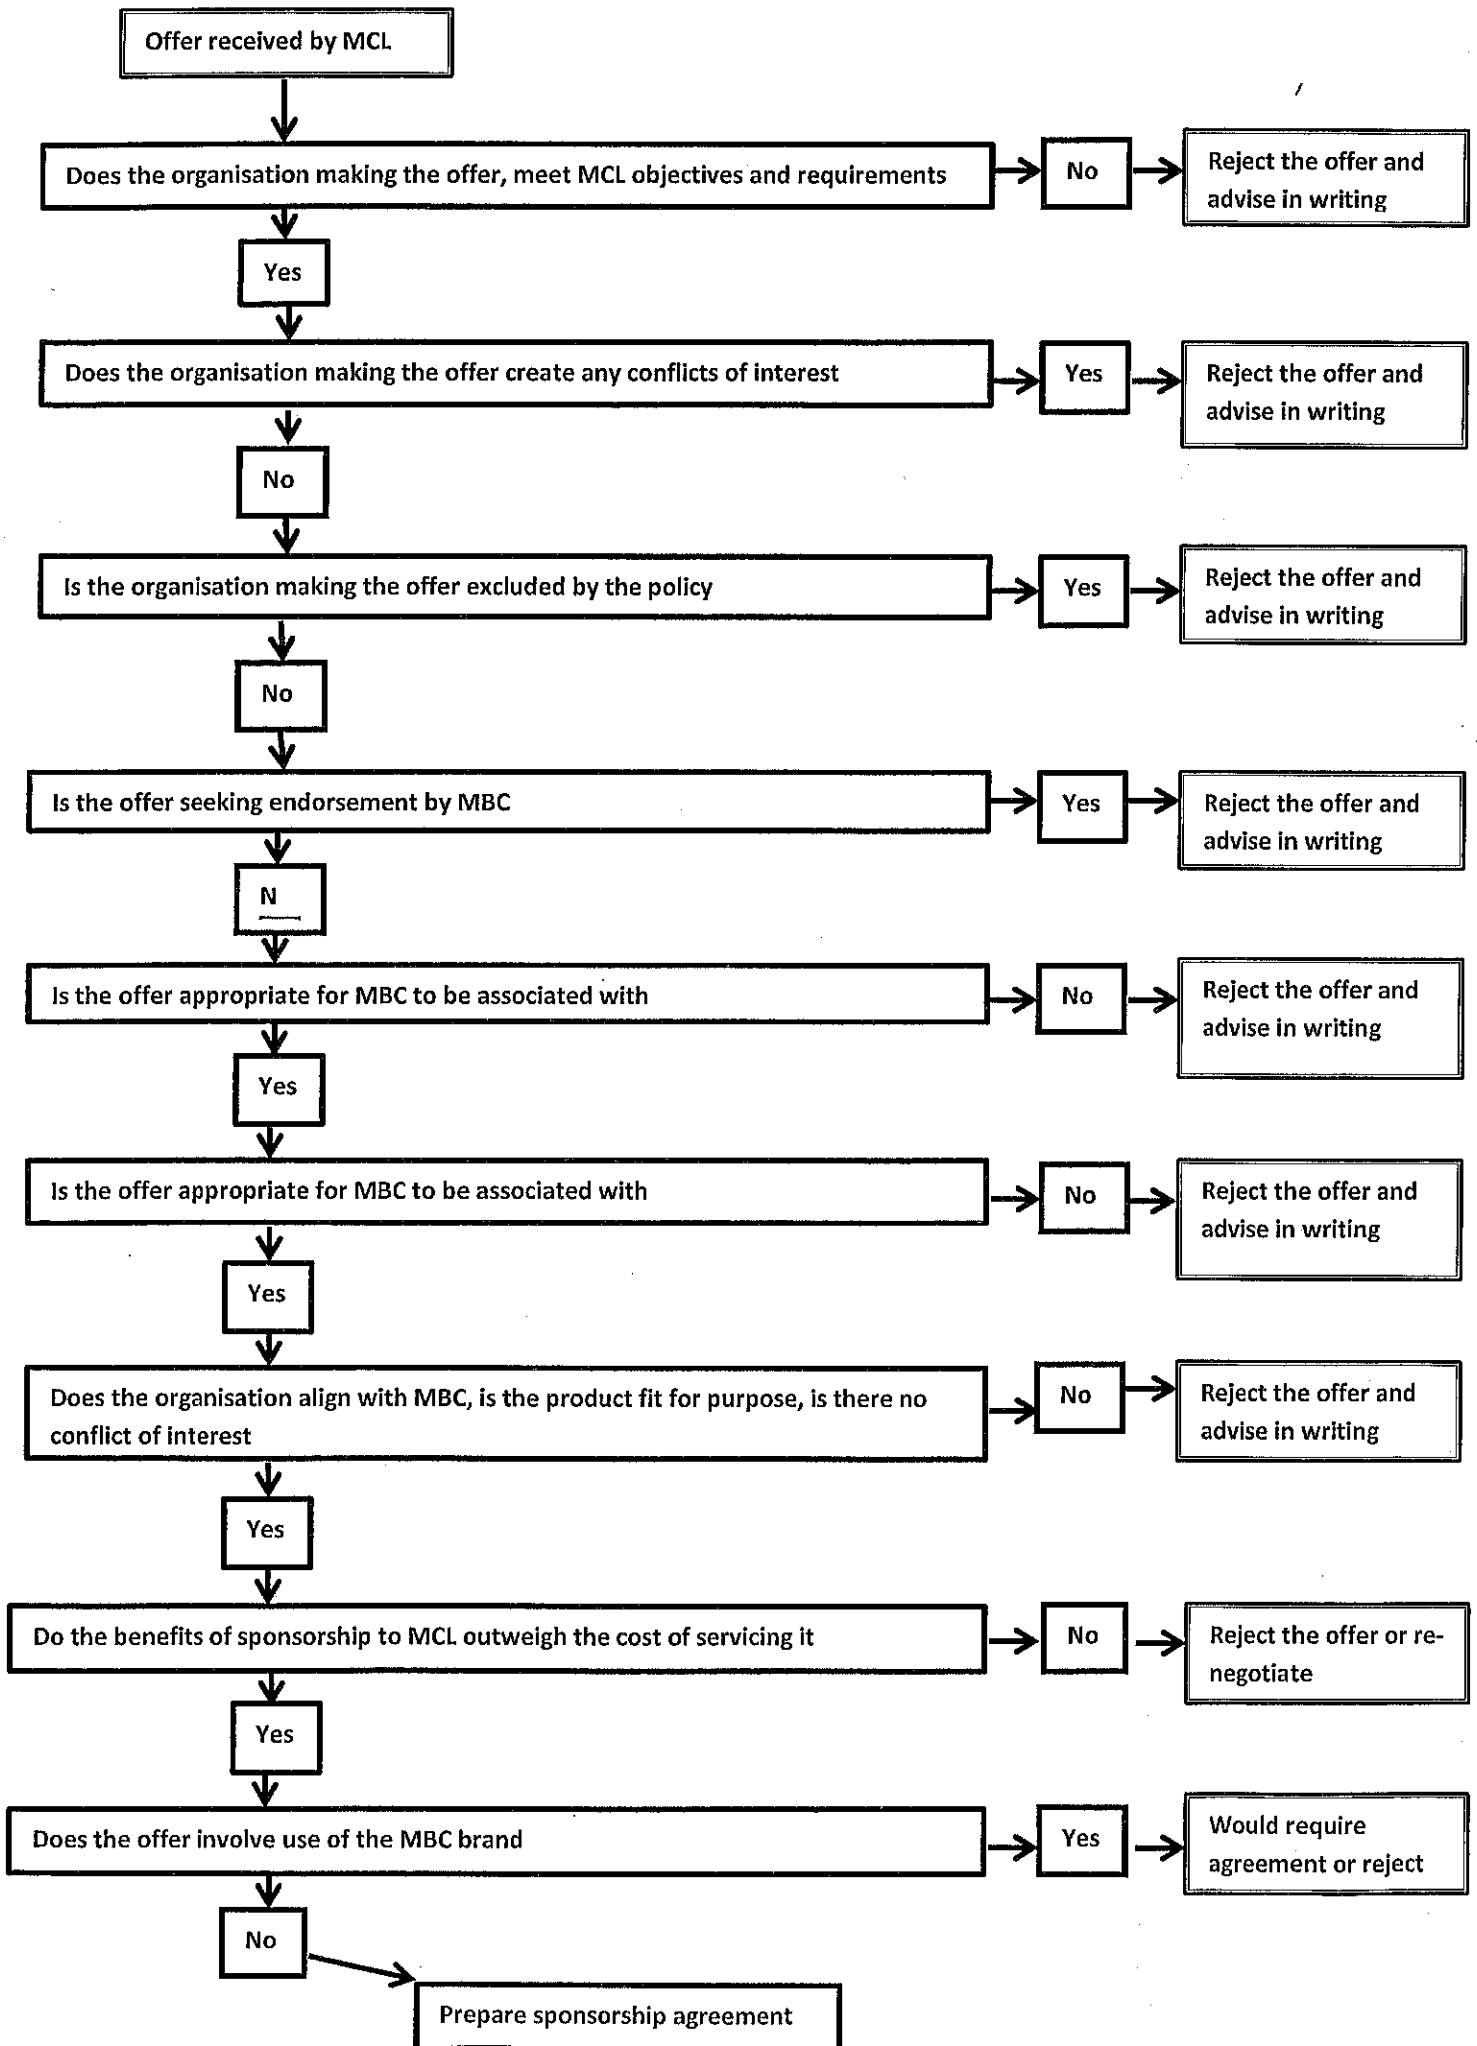 Offer received by MCL
Does the organisation making the offer, meet MCL objectives and requirements
No
Reject the offer and
advise in writing
Yes
Does the organisation making the offer create any conflicts of interest
Yes
Reject the offer and
advise in writing
No
Is the organisation making the offer excluded by the policy
Yes
Reject the offer and
advise in writing
No
Is the offer seeking endorsement by MBC
Yes
Reject the offer and
advise in writing
N
Is the offer appropriate for MBC to be associated with
No
Reject the offer and
advise in writing
Yes
Is the offer appropriate for MBC to be associated with
No
Reject the offer and
advise in writing
Yes
Does the organisation align with MBC, is the product fit for purpose, is there no
conflict of interest
No
Reject the offer and
advise in writing
Yes
Do the benefits of sponsorship to MCL outweigh the cost of servicing it
No
Reject the offer or re-
negotiate
Yes
Does the offer involve use of the MBC brand
Yes
Would require
agreement or reject
No
Prepare sponsorship agreement